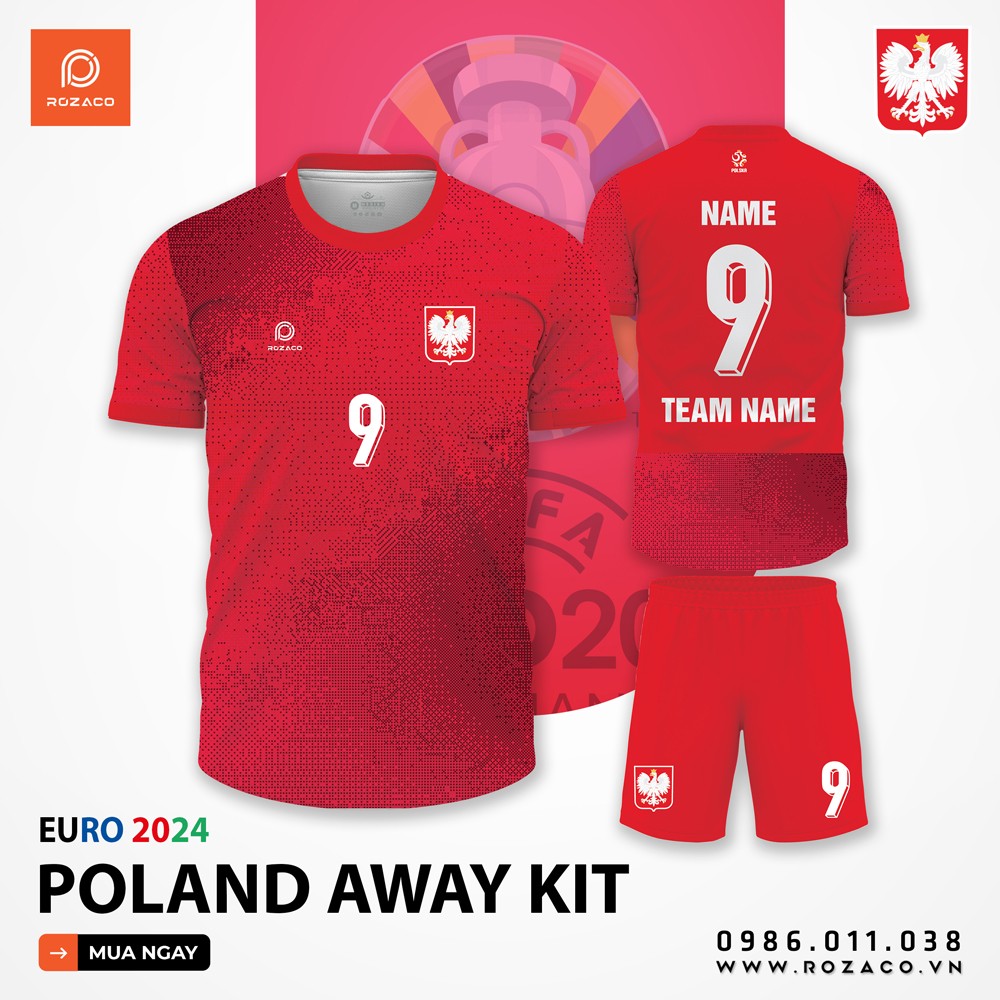 ROZACO
POLSKA
NAME
9
TEAM NAME
ROZACO
9
9
EURO 2024
POLAND AWAY KIT
MUA NGAY
0986.011.038
WWW.ROZACO.VN